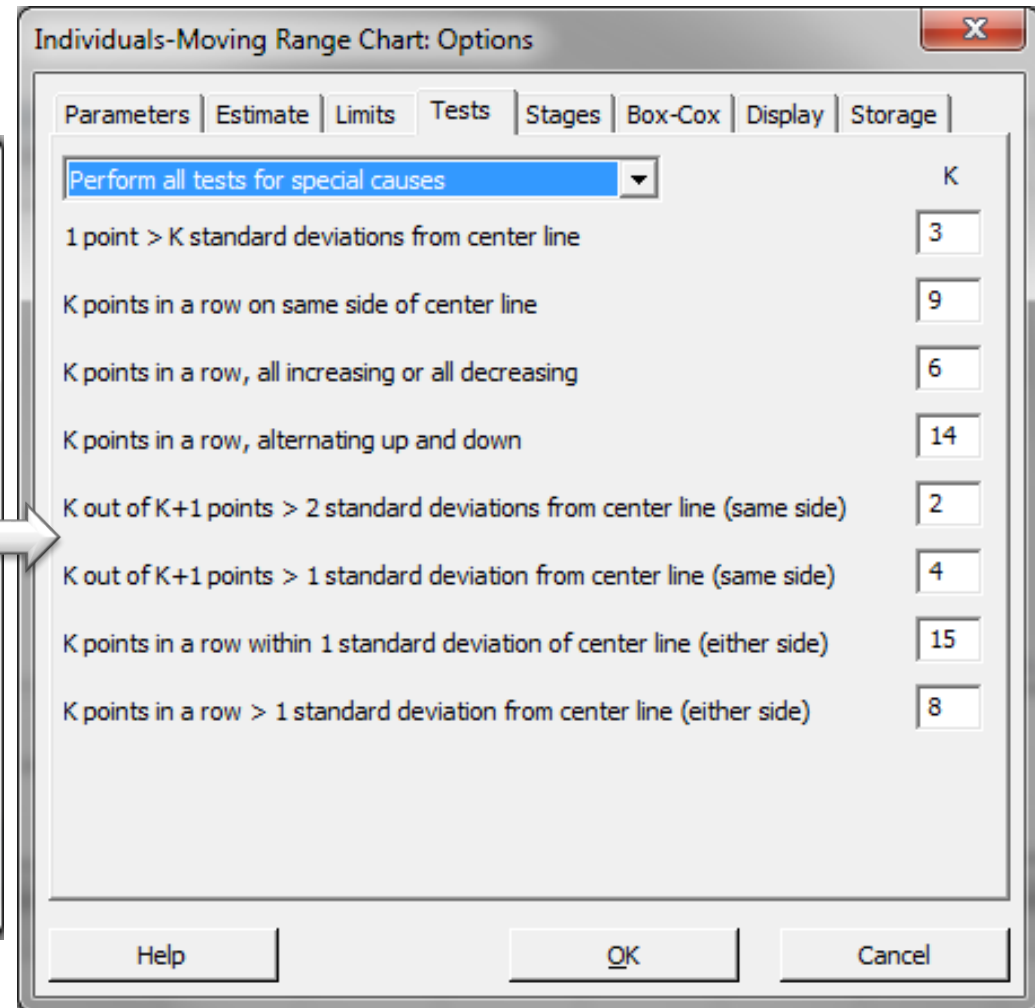 Individuals-Moving Range Chart: Options
Parameters Estimate Limits Tests Stages Box-Cox Display Storage
Perform all tests for special causes K
1 point > K standard deviations from center line 3
K points in a row on same side of center line 9
K points in a row, all increasing or all decreasing 6
K points in a row, alternating up and down 14
K out of K+1 points > 2 standard deviations from center line (same side) 2
K out of K+1 points > 1 standard deviation from center line (same side) 4
K points in a row within 1 standard deviation of center line (either side) 15
K points in a row > 1 standard deviation from center line (either side) 8
Help OK Cancel